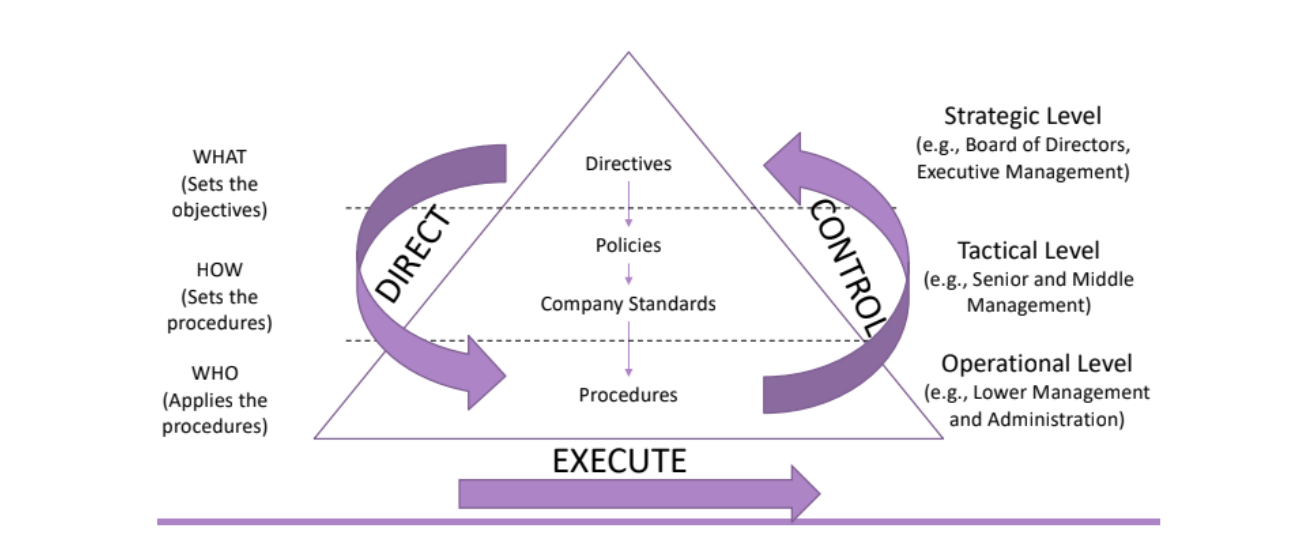 WHAT
(Sets the
objectives)
HOW
(Sets the
procedures)
WHO
(Applies the
procedures)
DIRECT
Directives
Policies
Company Standards
Procedures
CONTROL
Strategic Level
(e.g., Board of Directors,
Executive Management)
Tactical Level
(e.g., Senior and Middle
Management)
Operational Level
(e.g., Lower Management
and Administration)
EXECUTE